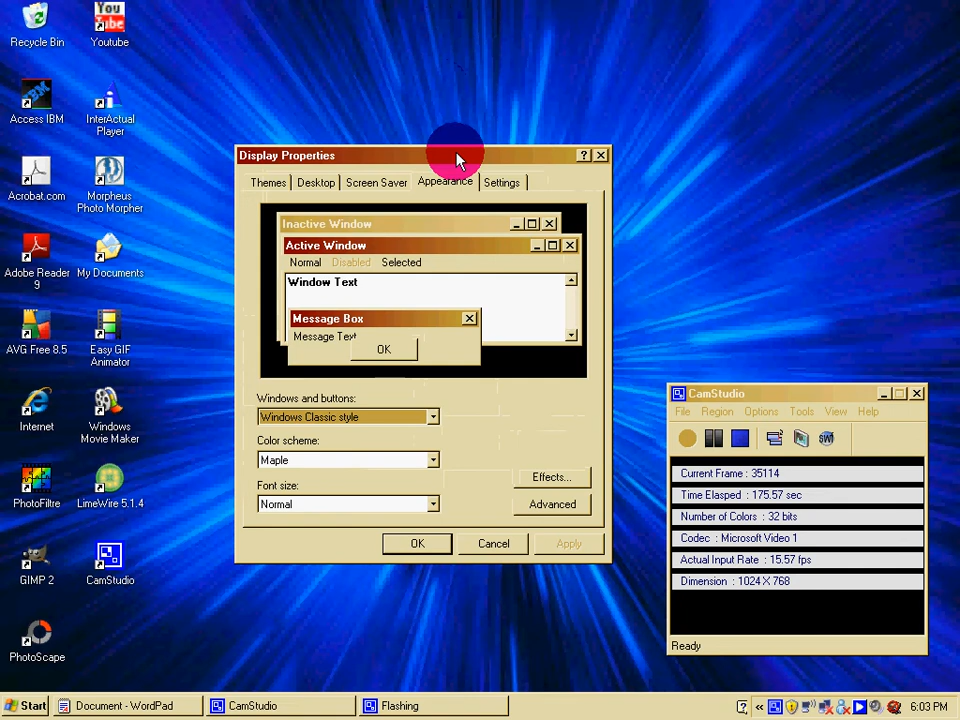 Recycle Bin
You
Tube
Youtube
IBM
Access IBM
InterActual
Player
Acrobat.com
Morpheus
Photo Morpher
Adobe Reader
9
My Documents
AVG Free 8.5
Easy GIF
Animator
Internet
Windows
Movie Maker
PhotoFiltre
LimeWire 5.1.4
GIMP 2
CamStudio
PhotoScape
Display Properties
Themes Desktop Screen Saver Appearance Settings
Inactive Window
Active Window
Normal Disabled Selected
Window Text
Message Box
Message Text
OK
Windows and buttons:
Windows Classic style
Color scheme:
Maple
Font size:
Normal
Effects...
Advanced
OK Cancel Apply
CamStudio
File Region Options Tools View Help
SWF
Current Frame : 35114
Time Elasped : 175.57 sec
Number of Colors : 32 bits
Codec : Microsoft Video 1
Actual Input Rate : 15.57 fps
Dimension : 1024 X 768
Ready
Start Document - WordPad CamStudio Flashing 6:03 PM